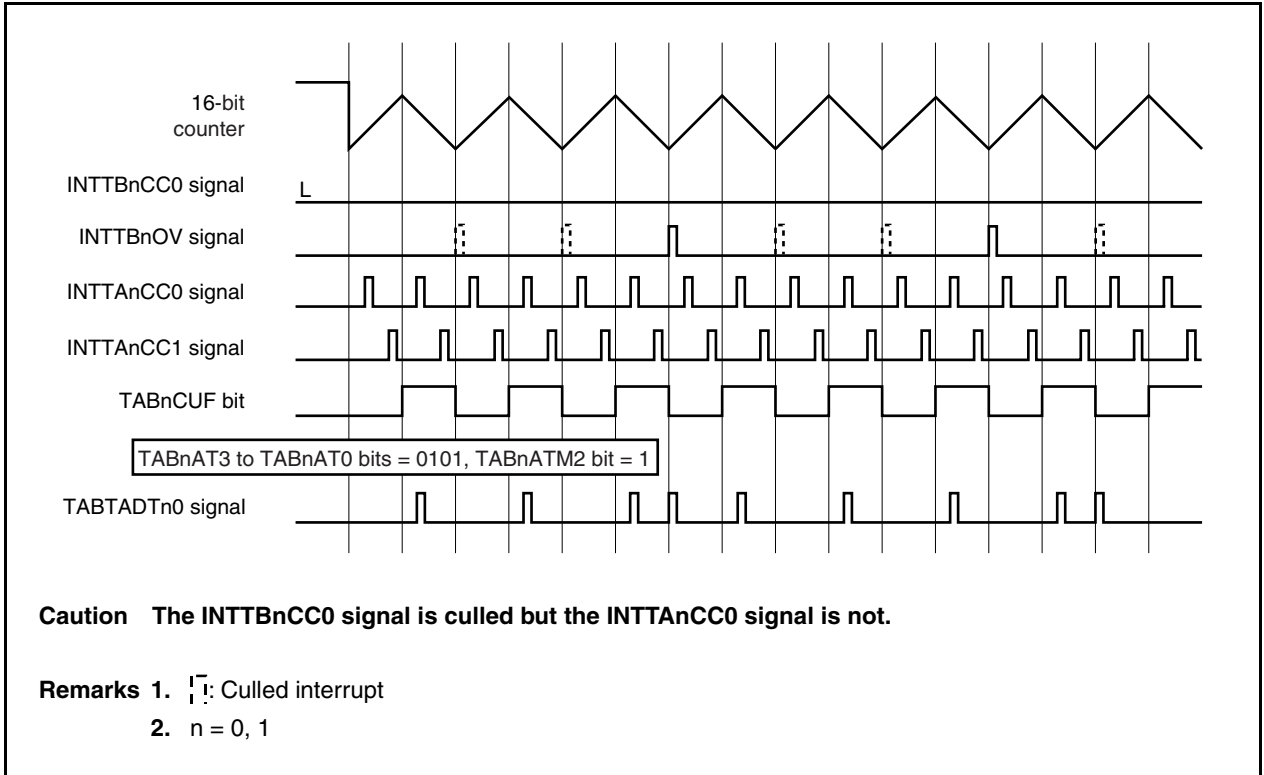 16-bit
counter
INTTBnCC0 signal
L
INTTBnOV signal
INTTAnCC0 signal
INTTAnCC1 signal
TABnCUF bit
TABnAT3 to TABnAT0 bits = 0101, TABnATM2 bit = 1
TABTADTn0 signal
Caution The INTTBnCC0 signal is culled but the INTTAnCC0 signal is not.
Remarks 1. : Culled interrupt
2. n = 0, 1